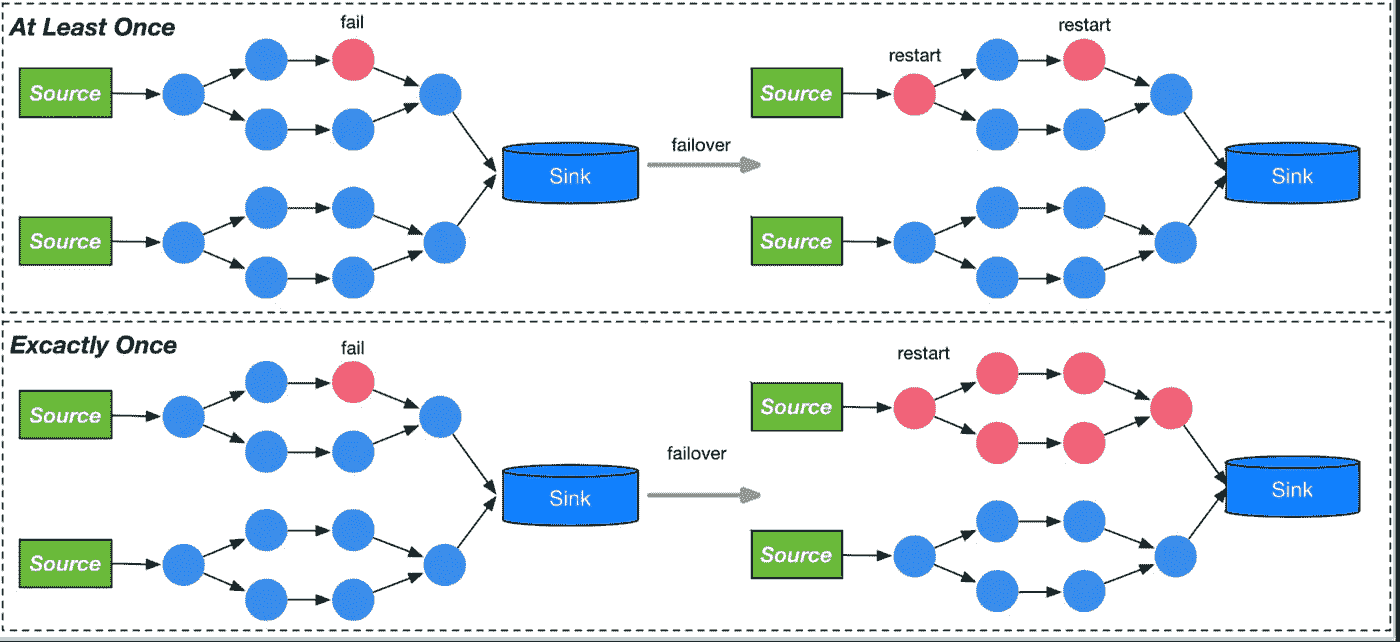 At Least Once
fail
restart
restart
Source
Source
failover
Sink
Sink
Source
Source
Excactly Once
fail
restart
Source
Source
failover
Sink
Sink
Source
Source